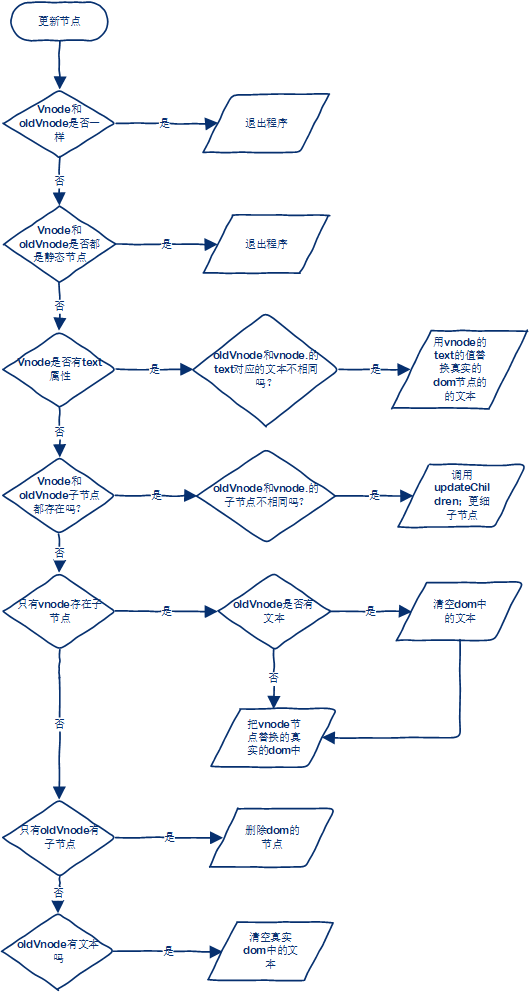 更新节点
Vnode和
oldVnode是否一
样
是
退出程序
否
Vnode和
oldVnode是否都
是静态节点
是
退出程序
否
Vnode是否有text
属性
是
oldVnode和vnode.的
text对应的文本不相同
吗?
是
用vnode的
text的值替
换真实的
dom节点的
的文本
否
Vnode和
oldVnode子节点
都存在吗?
是
oldVnode和vnode.的
子节点不相同吗?
是
调用
updateChil
dren；更细
子节点
否
只有vnode存在子
节点
是
oldVnode是否有
文本
是
清空dom中
的文本
否
把vnode节
点替换的真
实的dom中
否
只有oldVnode有
子节点
是
删除dom的
节点
否
oldVnode有文本
吗
是
清空真实
dom中的文
本